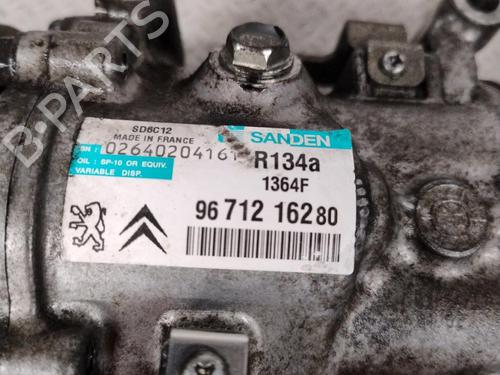 B-PARTS
SD6C12
MADE IN FRANCE
SANDEN
SN : 02640204161
R134a
OIL : SP-10 OR EQUIV.
VARIABLE DISP.
1364F
96 712 162 80